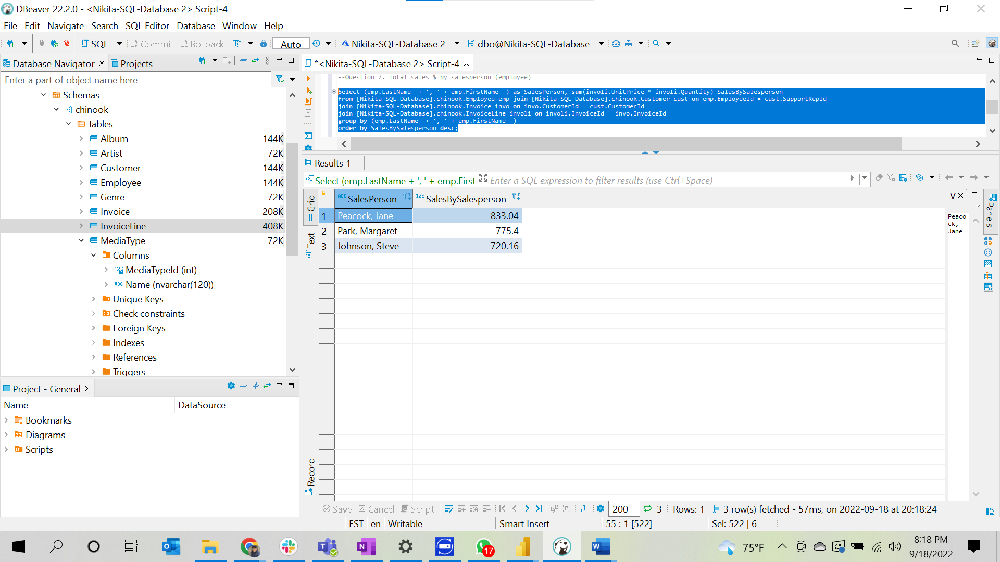 DBeaver 22.2.0 - <Nikita-SQL-Database 2> Script-4
File Edit Navigate Search SQL Editor Database Window Help
SQL Commit Rollback Auto Nikita-SQL-Database 2 dbo@Nikita-SQL-Database
Database Navigator Projects
Enter a part of object name here
Schemas
chinook
Tables
Album 144K
Artist 72K
Customer 144K
Employee 144K
Genre 72K
Invoice 208K
InvoiceLine 408K
MediaType 72K
Columns
123 MediaTypeId (int)
ABC Name (nvarchar(120))
Unique Keys
Check constraints
Foreign Keys
Indexes
References
Triggers
Project - General
Name DataSource
Bookmarks
Diagrams
Scripts
*<Nikita-SQL-Database 2> Script-4
--Question 7. Total sales $ by salesperson (employee)
Select (emp.LastName  + ', ' + emp.FirstName  ) as SalesPerson, sum(involi.UnitPrice * involi.Quantity) SalesBySalesperson
from [Nikita-SQL-Database].chinook.Employee emp join [Nikita-SQL-Database].chinook.Customer cust on emp.EmployeeId = cust.SupportRepId
join [Nikita-SQL-Database].chinook.Invoice invo on invo.CustomerId = cust.CustomerId
join [Nikita-SQL-Database].chinook.InvoiceLine involi on involi.InvoiceId = invo.InvoiceId
group by (emp.LastName  + ', ' + emp.FirstName  )
order by SalesBySalesperson desc;
Results 1
Select (emp.LastName + ', ' + emp.First Enter a SQL expression to filter results (use Ctrl+Space)
Grid
Text
Record
ABC SalesPerson 123 SalesBySalesperson
1 Peacock, Jane 833.04
2 Park, Margaret 775.4
3 Johnson, Steve 720.16
V
Peaco
ck,
Jane
Panels
Save Cancel Script 200 3 Rows: 1 3 row(s) fetched - 57ms, on 2022-09-18 at 20:18:24
EST en Writable Smart Insert 55 : 1 [522] Sel: 522 | 6
17
75°F
8:18 PM
9/18/2022